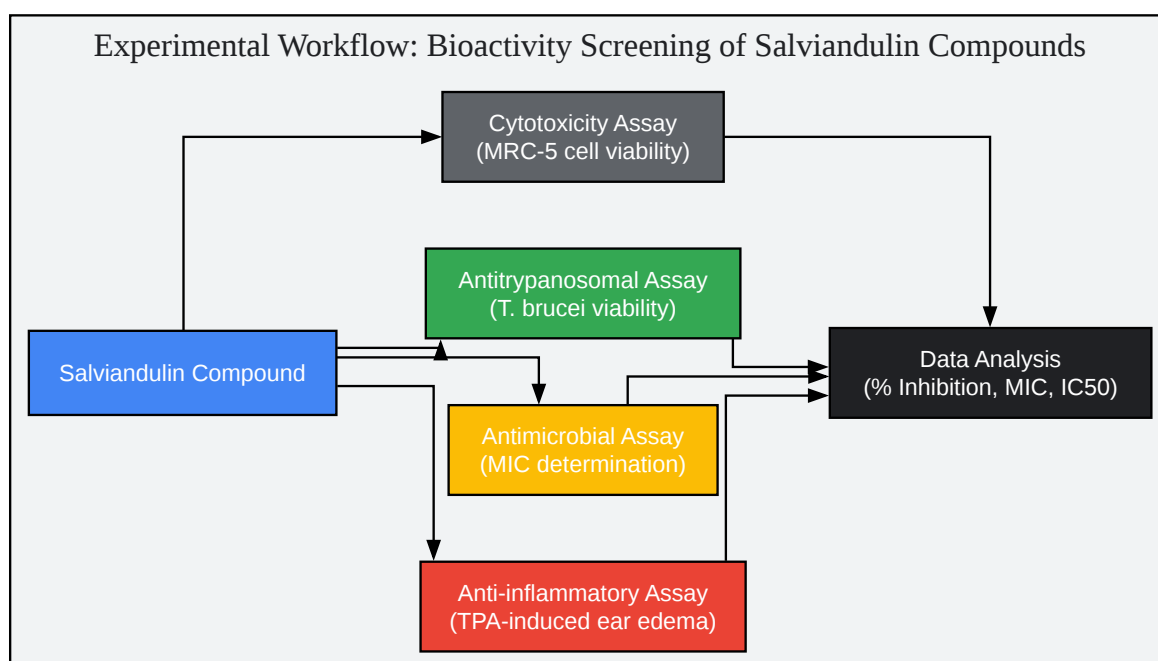 Experimental Workflow: Bioactivity Screening of Salviandulin Compounds
Cytotoxicity Assay
(MRC-5 cell viability)
Antitrypanosomal Assay
(T. brucei viability)
Salviandulin Compound
Data Analysis
(% Inhibition, MIC, IC50)
Antimicrobial Assay
(MIC determination)
Anti-inflammatory Assay
(TPA-induced ear edema)